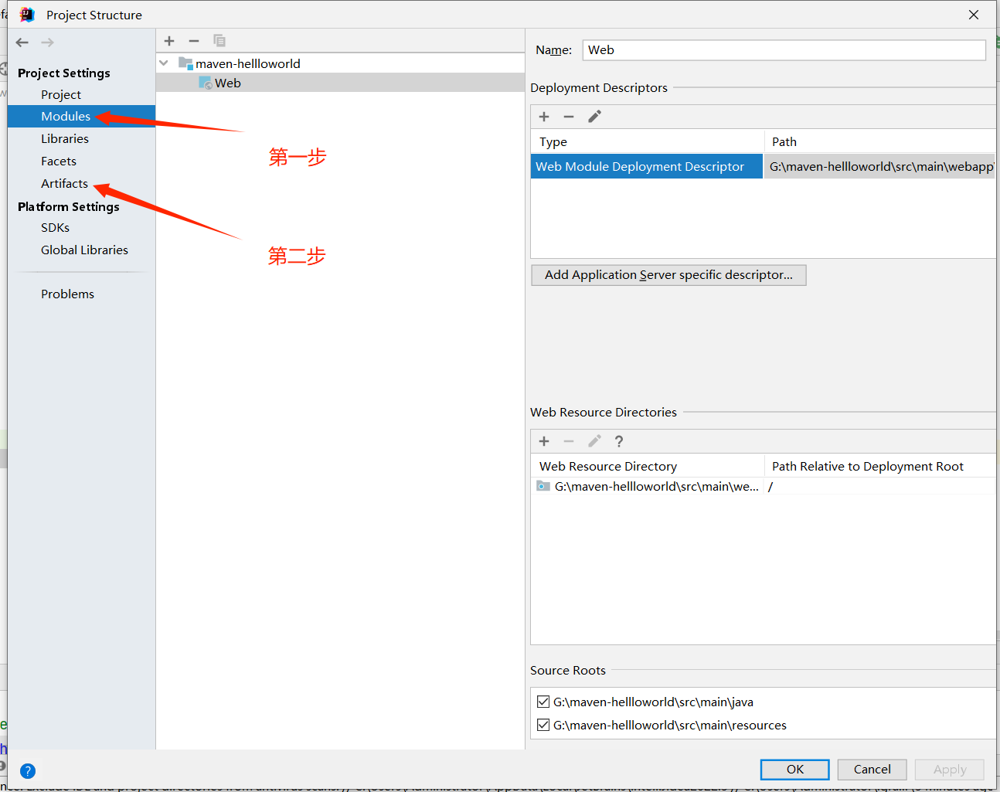 Project Structure
Project Settings
Project
Modules
Libraries
Facets
Artifacts
Platform Settings
SDKs
Global Libraries
Problems
maven-hellloworld
Web
第一步
第二步
Name: Web
Deployment Descriptors
Type Path
Web Module Deployment Descriptor G:\maven-hellloworld\src\main\webapp\
Add Application Server specific descriptor...
Web Resource Directories
?
Web Resource Directory Path Relative to Deployment Root
G:\maven-hellloworld\src\main\we... /
Source Roots
G:\maven-hellloworld\src\main\java
G:\maven-hellloworld\src\main\resources
?
OK Cancel Apply